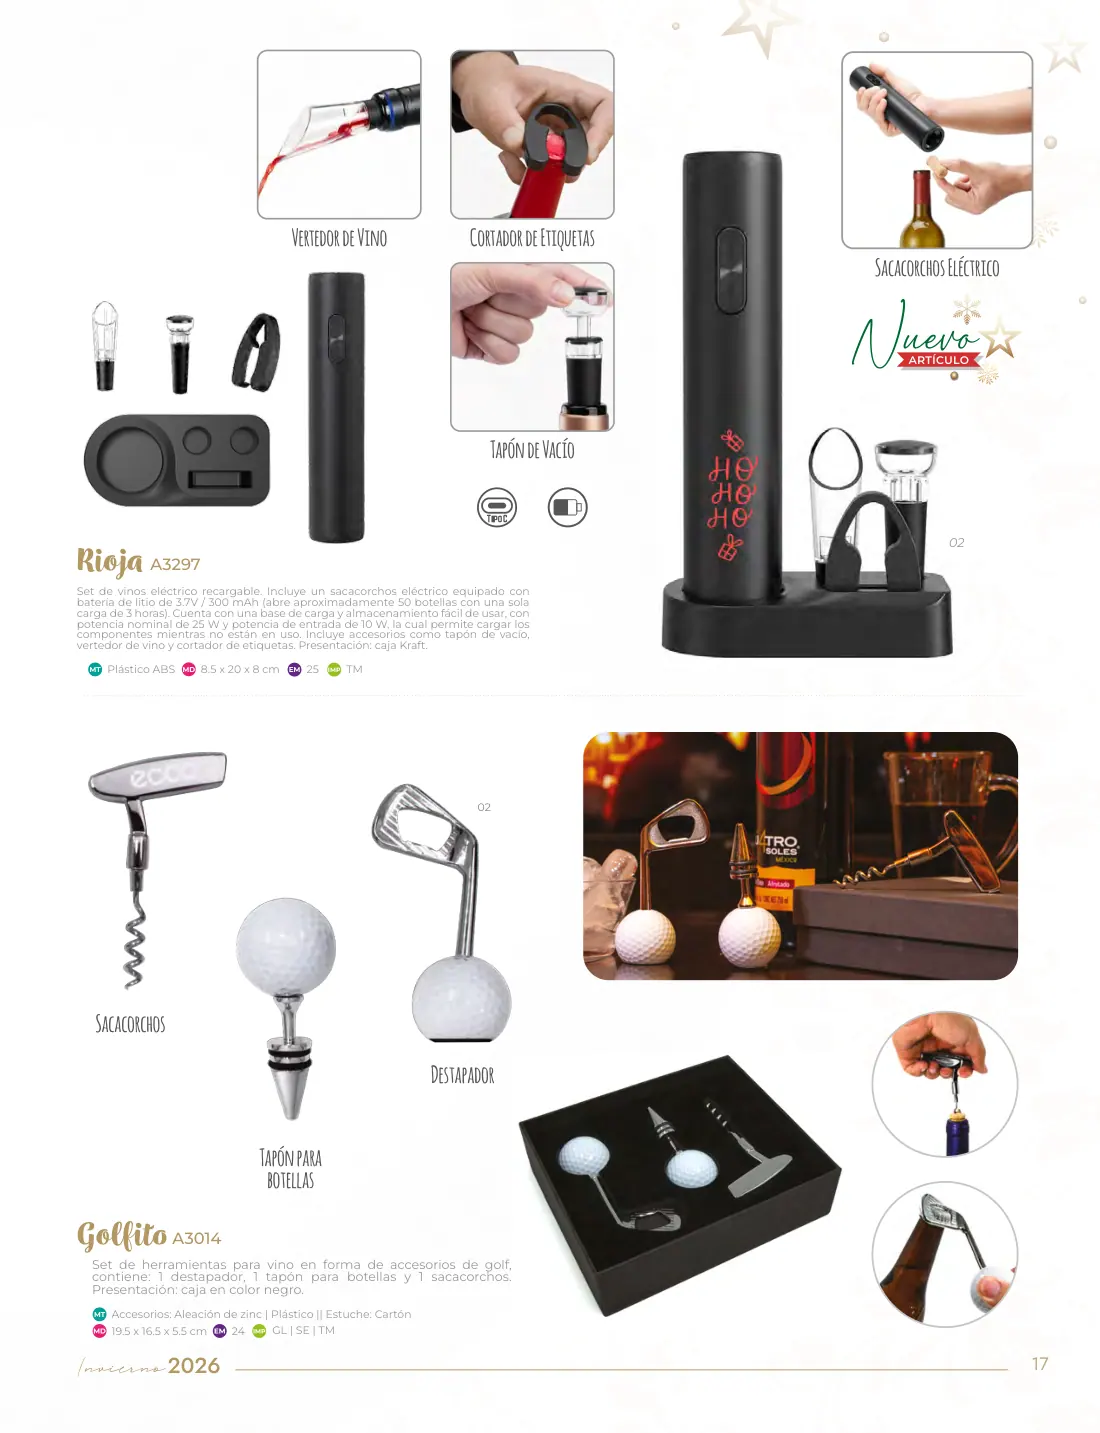 Vertedor de Vino
Cortador de Etiquetas
Sacacorchos Eléctrico
Nuevo
ARTÍCULO
Tapón de Vacío
TIPO C
HO
HO
HO
02
Rioja A3297
Set de vinos eléctrico recargable. Incluye un sacacorchos eléctrico equipado con
batería de litio de 3.7V / 300 mAh (abre aproximadamente 50 botellas con una sola
carga de 3 horas). Cuenta con una base de carga y almacenamiento fácil de usar, con
potencia nominal de 25 W y potencia de entrada de 10 W, la cual permite cargar los
componentes mientras no están en uso. Incluye accesorios como tapón de vacío,
vertedor de vino y cortador de etiquetas. Presentación: caja Kraft.
MT Plástico ABS MD 8.5 x 20 x 8 cm EM 25 IMP TM
ecco
02
TRO
SOLES
MÉXICO
Afrutado
Sacacorchos
Destapador
Tapón para
botellas
Golfito A3014
Set de herramientas para vino en forma de accesorios de golf,
contiene: 1 destapador, 1 tapón para botellas y 1 sacacorchos.
Presentación: caja en color negro.
MT Accesorios: Aleación de zinc | Plástico || Estuche: Cartón
MD 19.5 x 16.5 x 5.5 cm EM 24 IMP GL | SE | TM
Invierno 2026
17